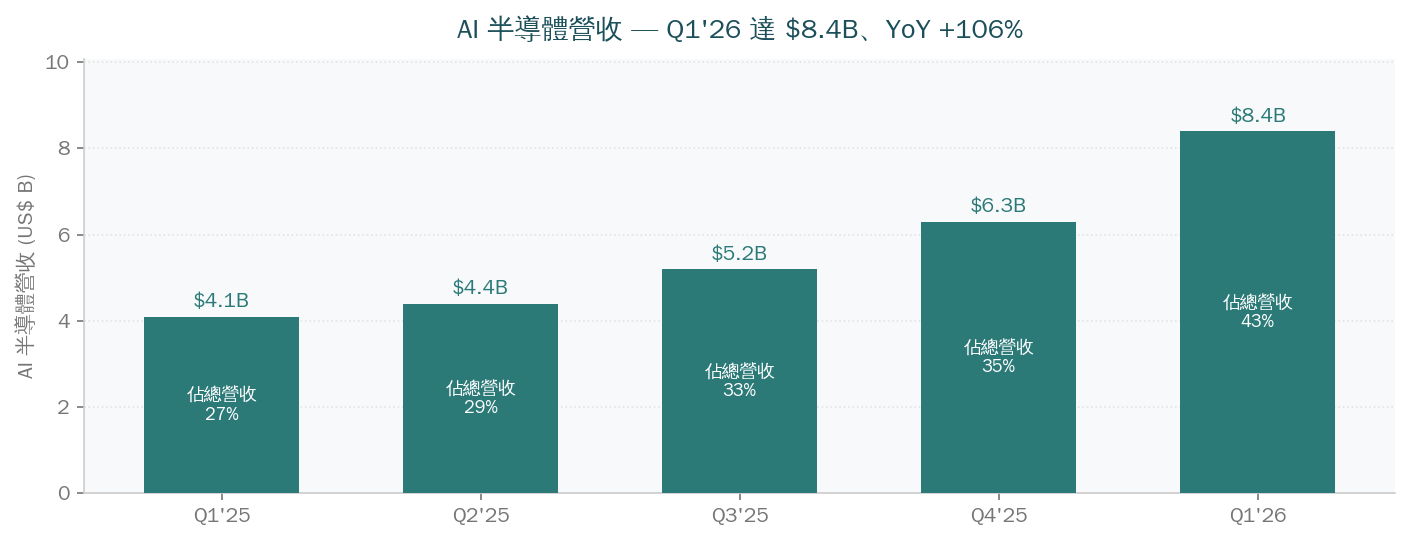 AI 半導體營收 — Q1'26 達 $8.4B、YoY +106%
AI 半導體營收 (US$ B)
10
8
6
4
2
0
$4.1B
佔總營收
27%
$4.4B
佔總營收
29%
$5.2B
佔總營收
33%
$6.3B
佔總營收
35%
$8.4B
佔總營收
43%
Q1'25
Q2'25
Q3'25
Q4'25
Q1'26